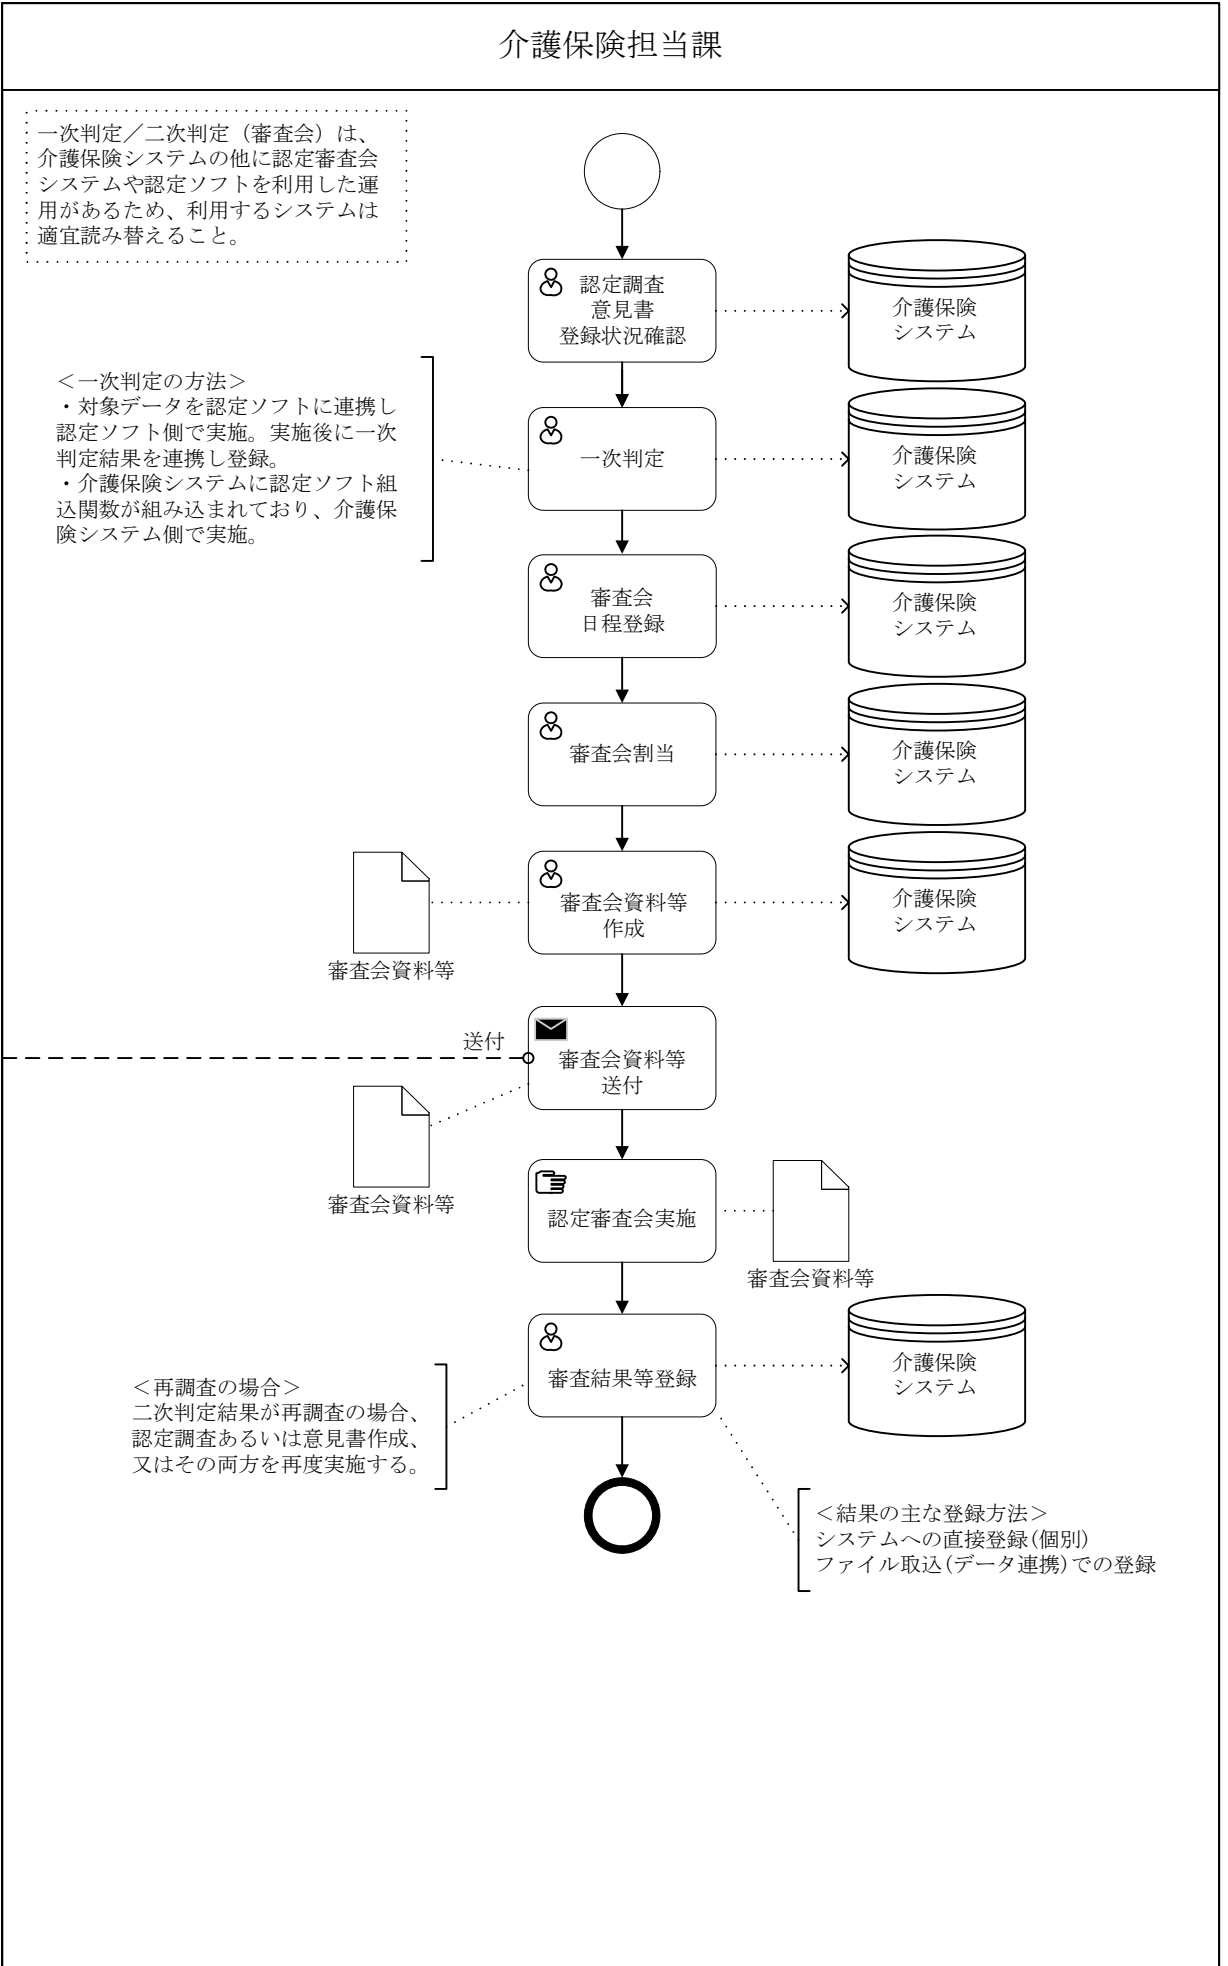 介護保険担当課
一次判定／二次判定（審査会）は、
介護保険システムの他に認定審査会
システムや認定ソフトを利用した運
用があるため、利用するシステムは
適宜読み替えること。
認定調査
意見書
登録状況確認
介護保険
システム
＜一次判定の方法＞
・対象データを認定ソフトに連携し
認定ソフト側で実施。実施後に一次
判定結果を連携し登録。
・介護保険システムに認定ソフト組
込関数が組み込まれており、介護保
険システム側で実施。
一次判定
介護保険
システム
審査会
日程登録
介護保険
システム
審査会割当
介護保険
システム
審査会資料等
作成
介護保険
システム
審査会資料等
送付
審査会資料等
送付
審査会資料等
認定審査会実施
審査会資料等
審査結果等登録
介護保険
システム
＜再調査の場合＞
二次判定結果が再調査の場合、
認定調査あるいは意見書作成、
又はその両方を再度実施する。
＜結果の主な登録方法＞
システムへの直接登録(個別)
ファイル取込(データ連携)での登録